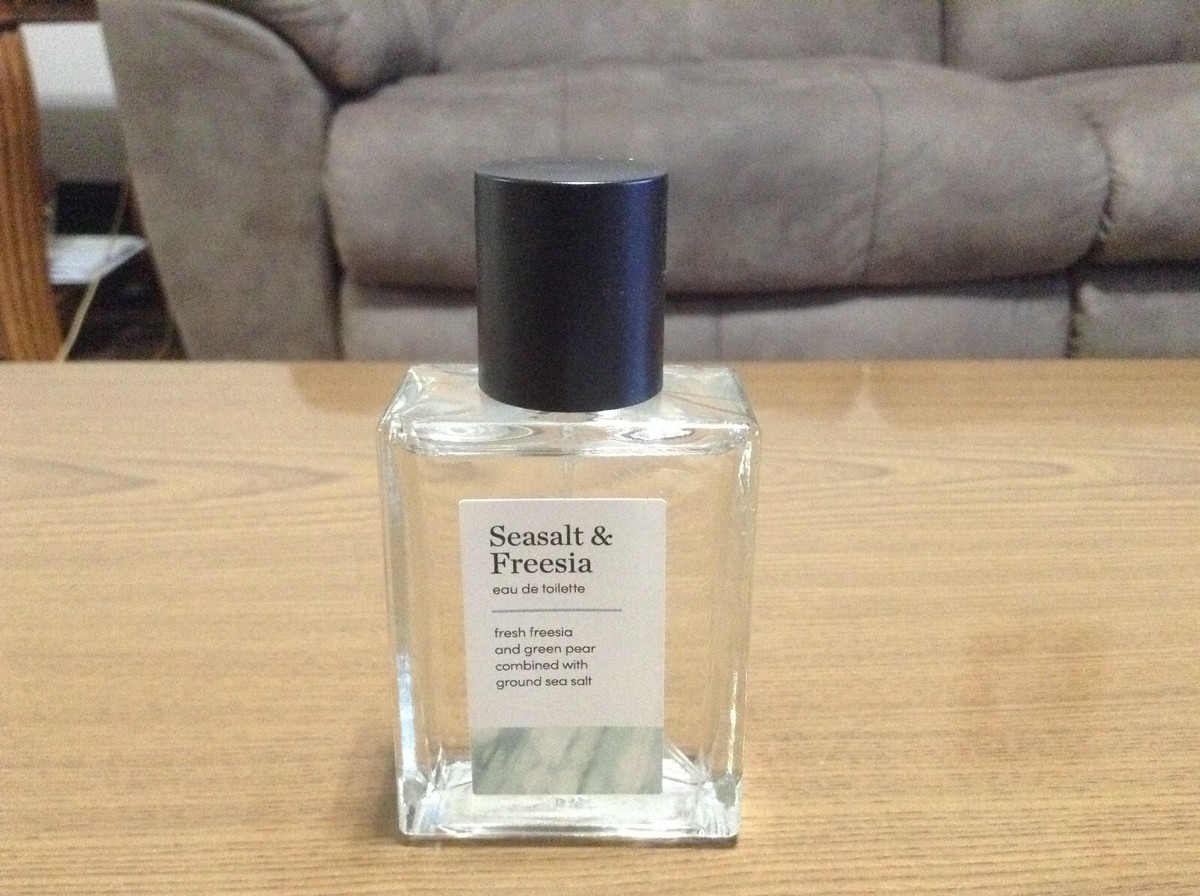 Seasalt &
Freesia
eau de toilette
fresh freesia
and green pear
combined with
ground sea salt